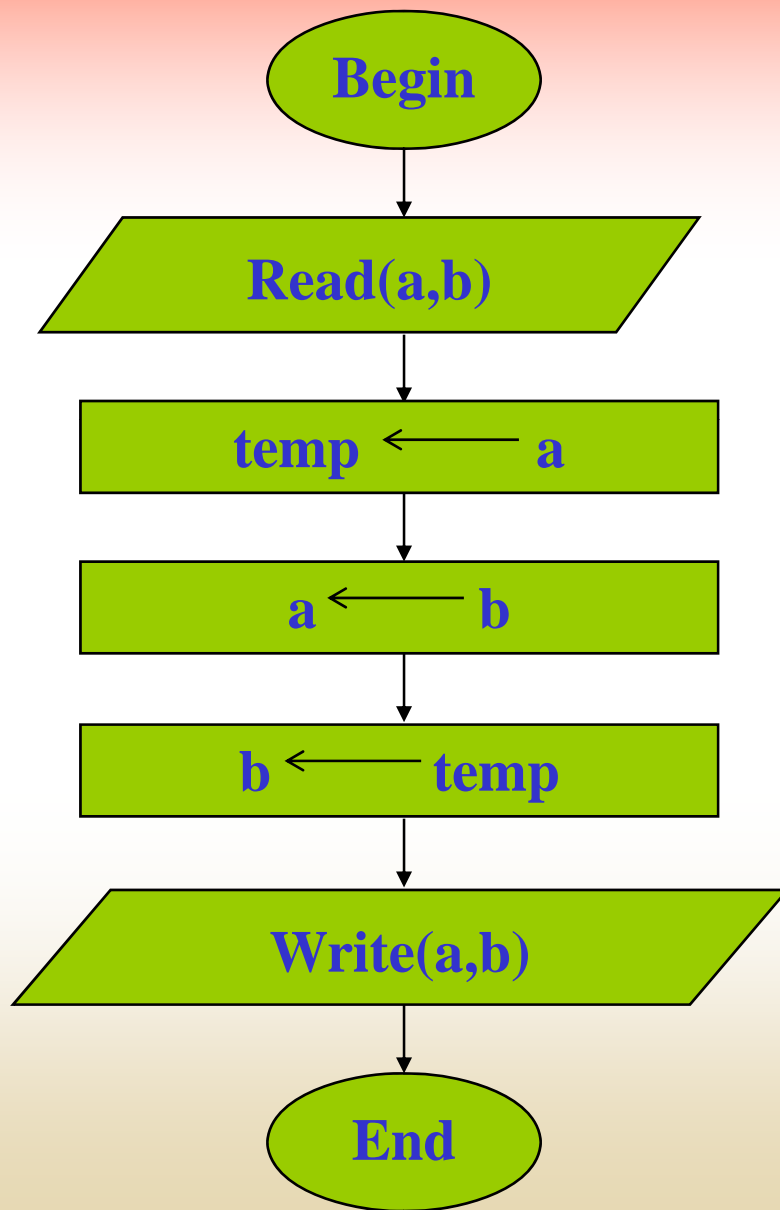 Begin
Read(a,b)
temp ← a
a ← b
b ← temp
Write(a,b)
End